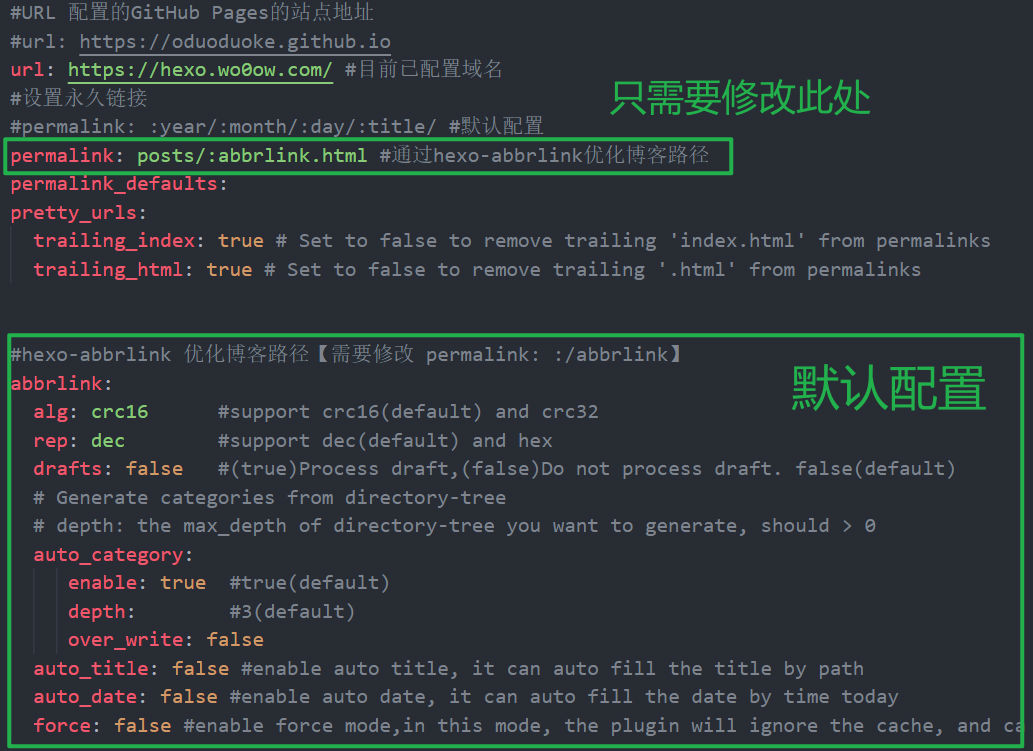 #URL 配置的GitHub Pages的站点地址
#url: https://oduoduoke.github.io
url: https://hexo.wo0ow.com/ #目前已配置域名
#设置永久链接
只需要修改此处
#permalink: :year/:month/:day/:title/ #默认配置
permalink: posts/:abbrlink.html #通过hexo-abbrlink优化博客路径
permalink_defaults:
pretty_urls:
trailing_index: true # Set to false to remove trailing 'index.html' from permalinks
trailing_html: true # Set to false to remove trailing '.html' from permalinks
#hexo-abbrlink 优化博客路径【需要修改 permalink: :/abbrlink】
abbrlink:
默认配置
alg: crc16 #support crc16(default) and crc32
rep: dec #support dec(default) and hex
drafts: false #(true)Process draft,(false)Do not process draft. false(default)
# Generate categories from directory-tree
# depth: the max_depth of directory-tree you want to generate, should > 0
auto_category:
enable: true #true(default)
depth: #3(default)
over_write: false
auto_title: false #enable auto title, it can auto fill the title by path
auto_date: false #enable auto date, it can auto fill the date by time today
force: false #enable force mode,in this mode, the plugin will ignore the cache, and